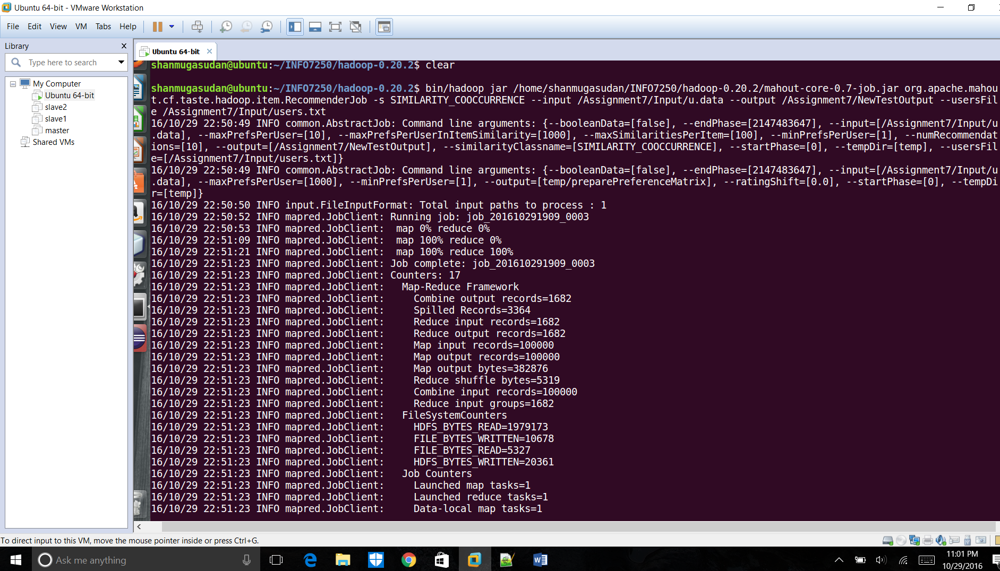 Ubuntu 64-bit - VMware Workstation
File Edit View VM Tabs Help
Library
Type here to search
My Computer
Ubuntu 64-bit
slave2
slave1
master
Shared VMs
Ubuntu 64-bit
shanmugasudan@ubuntu:~/INFO7250/hadoop-0.20.2$ clear
shanmugasudan@ubuntu:~/INFO7250/hadoop-0.20.2$ bin/hadoop jar /home/shanmugasudan/INFO7250/hadoop-0.20.2/mahout-core-0.7-job.jar org.apache.mahou
t.cf.taste.hadoop.item.RecommenderJob -s SIMILARITY_COOCCURRENCE --input /Assignment7/Input/u.data --output /Assignment7/NewTestOutput --usersFil
e /Assignment7/Input/users.txt
16/10/29 22:50:49 INFO common.AbstractJob: Command line arguments: {--booleanData=[false], --endPhase=[2147483647], --input=[/Assignment7/Input/u
.data], --maxPrefsPerUser=[10], --maxPrefsPerUserInItemSimilarity=[1000], --maxSimilaritiesPerItem=[100], --minPrefsPerUser=[1], --numRecommendat
ions=[10], --output=[/Assignment7/NewTestOutput], --similarityClassname=[SIMILARITY_COOCCURRENCE], --startPhase=[0], --tempDir=[temp], --usersFil
e=[/Assignment7/Input/users.txt]}
16/10/29 22:50:49 INFO common.AbstractJob: Command line arguments: {--booleanData=[false], --endPhase=[2147483647], --input=[/Assignment7/Input/u
.data], --maxPrefsPerUser=[1000], --minPrefsPerUser=[1], --output=[temp/preparePreferenceMatrix], --ratingShift=[0.0], --startPhase=[0], --tempDi
r=[temp]}
16/10/29 22:50:50 INFO input.FileInputFormat: Total input paths to process : 1
16/10/29 22:50:52 INFO mapred.JobClient: Running job: job_201610291909_0003
16/10/29 22:50:53 INFO mapred.JobClient:  map 0% reduce 0%
16/10/29 22:51:09 INFO mapred.JobClient:  map 100% reduce 0%
16/10/29 22:51:21 INFO mapred.JobClient:  map 100% reduce 100%
16/10/29 22:51:23 INFO mapred.JobClient: Job complete: job_201610291909_0003
16/10/29 22:51:23 INFO mapred.JobClient: Counters: 17
16/10/29 22:51:23 INFO mapred.JobClient:   Map-Reduce Framework
16/10/29 22:51:23 INFO mapred.JobClient:     Combine output records=1682
16/10/29 22:51:23 INFO mapred.JobClient:     Spilled Records=3364
16/10/29 22:51:23 INFO mapred.JobClient:     Reduce input records=1682
16/10/29 22:51:23 INFO mapred.JobClient:     Reduce output records=1682
16/10/29 22:51:23 INFO mapred.JobClient:     Map input records=100000
16/10/29 22:51:23 INFO mapred.JobClient:     Map output records=100000
16/10/29 22:51:23 INFO mapred.JobClient:     Map output bytes=382876
16/10/29 22:51:23 INFO mapred.JobClient:     Reduce shuffle bytes=5319
16/10/29 22:51:23 INFO mapred.JobClient:     Combine input records=100000
16/10/29 22:51:23 INFO mapred.JobClient:     Reduce input groups=1682
16/10/29 22:51:23 INFO mapred.JobClient:   FileSystemCounters
16/10/29 22:51:23 INFO mapred.JobClient:     HDFS_BYTES_READ=1979173
16/10/29 22:51:23 INFO mapred.JobClient:     FILE_BYTES_WRITTEN=10678
16/10/29 22:51:23 INFO mapred.JobClient:     FILE_BYTES_READ=5327
16/10/29 22:51:23 INFO mapred.JobClient:     HDFS_BYTES_WRITTEN=20361
16/10/29 22:51:23 INFO mapred.JobClient:   Job Counters
16/10/29 22:51:23 INFO mapred.JobClient:     Launched map tasks=1
16/10/29 22:51:23 INFO mapred.JobClient:     Launched reduce tasks=1
16/10/29 22:51:23 INFO mapred.JobClient:     Data-local map tasks=1
To direct input to this VM, move the mouse pointer inside or press Ctrl+G.
Ask me anything
11:01 PM
10/29/2016